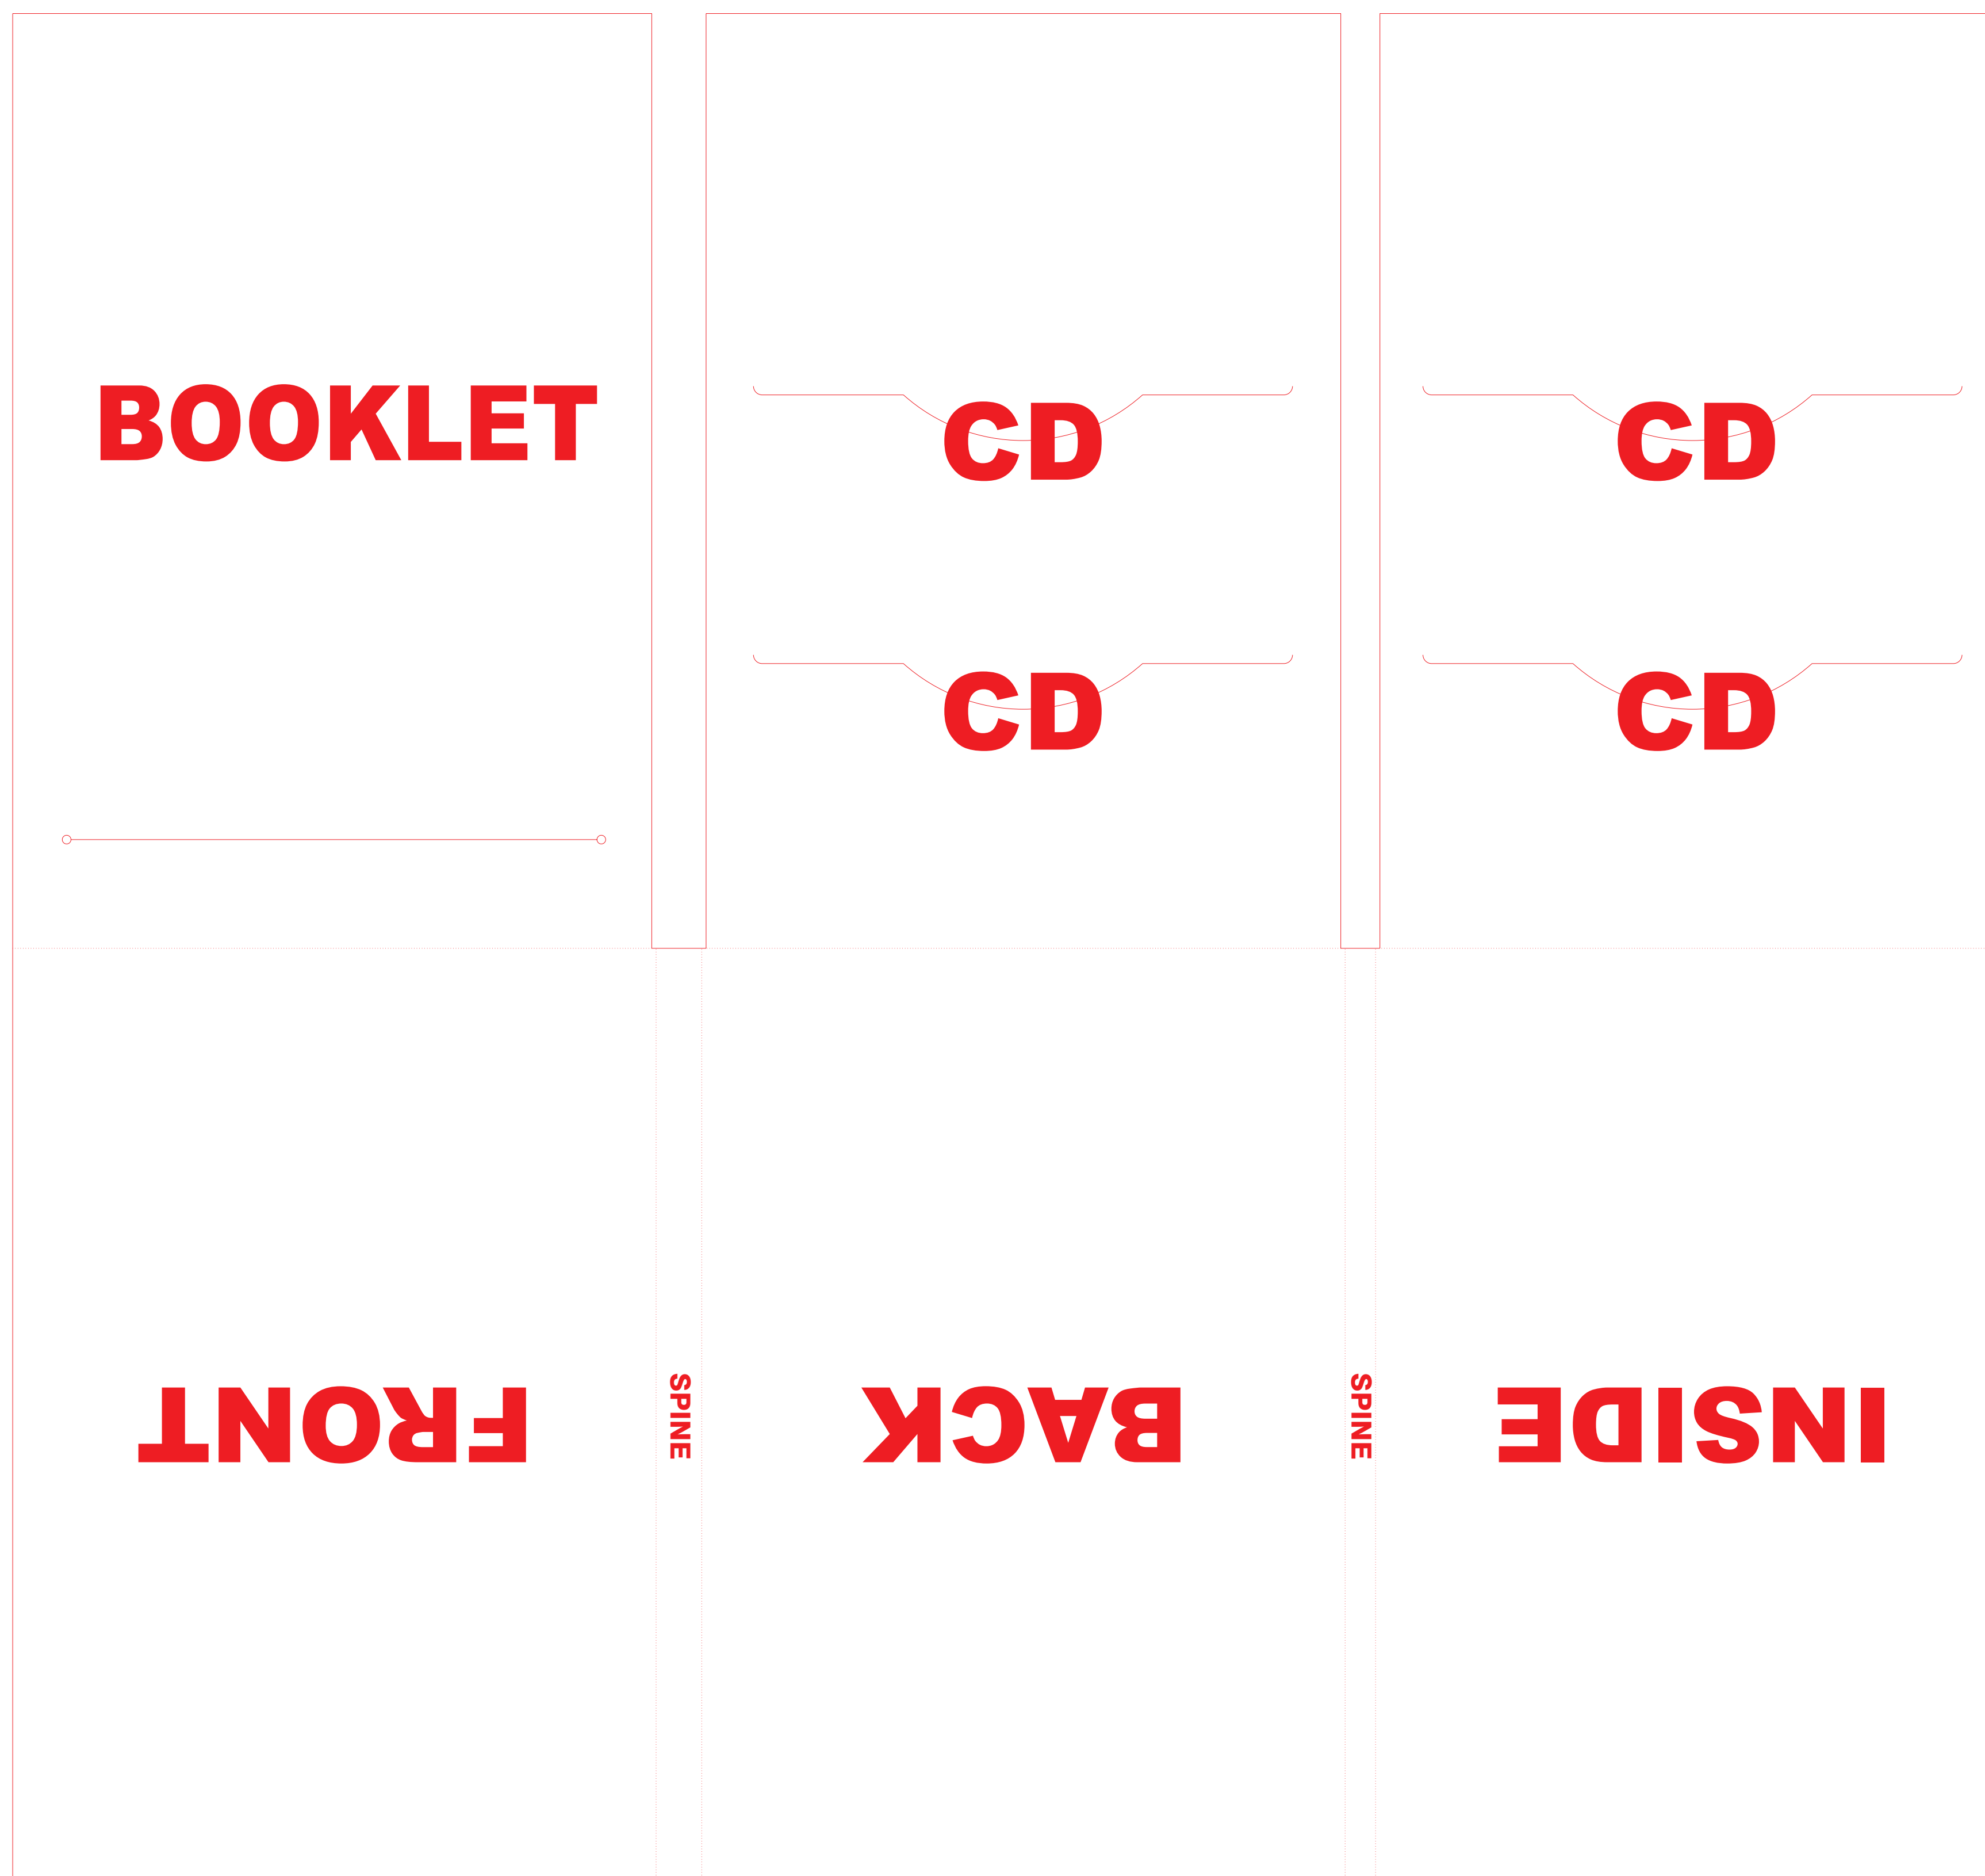 BOOKLET
CD
CD
CD
CD
FRONT
SPINE
BACK
SPINE
INSIDE